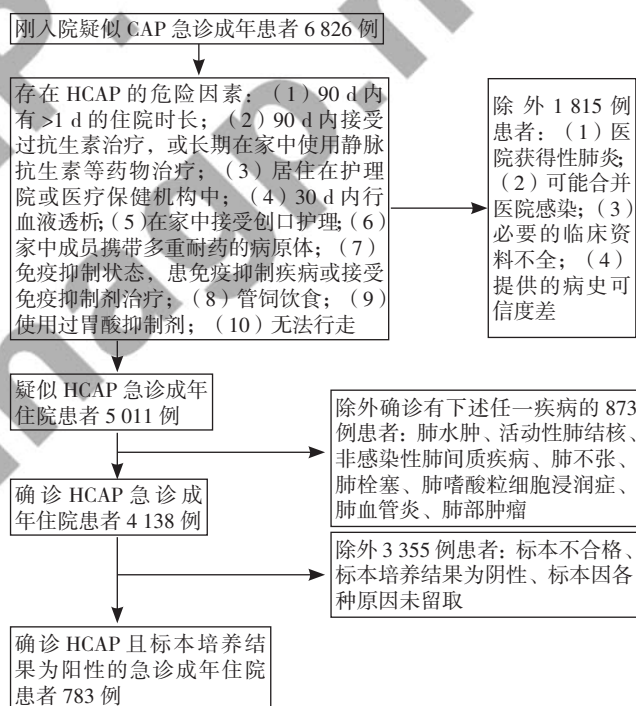 刚入院疑似 CAP 急诊成年患者 6 826 例
存在 HCAP 的危险因素：（1）90 d 内
有 >1 d 的住院时长；（2）90 d 内接受
过抗生素治疗，或长期在家中使用静脉
抗生素等药物治疗；（3）居住在护理
院或医疗保健机构中；（4）30 d 内行
血液透析；（5）在家中接受创口护理；（6）
家中成员携带多重耐药的病原体；（7）
免疫抑制状态，患免疫抑制疾病或接受
免疫抑制剂治疗；（8）管饲饮食；（9）
使用过胃酸抑制剂；（10）无法行走
除外 1 815 例
患者：（1）医
院获得性肺炎；
（2）可能合并
医院感染；（3）
必要的临床资
料不全；（4）
提供的病史可
信度差
疑似 HCAP 急诊成年
住院患者 5 011 例
除外确诊有下述任一疾病的 873
例患者：肺水肿、活动性肺结核、
非感染性肺间质疾病、肺不张、
肺栓塞、肺嗜酸粒细胞浸润症、
肺血管炎、肺部肿瘤
确诊 HCAP 急诊成
年住院患者 4 138 例
除外 3 355 例患者：标本不合格、
标本培养结果为阴性、标本因各
种原因未留取
确诊 HCAP 且标本培养结
果为阳性的急诊成年住院
患者 783 例